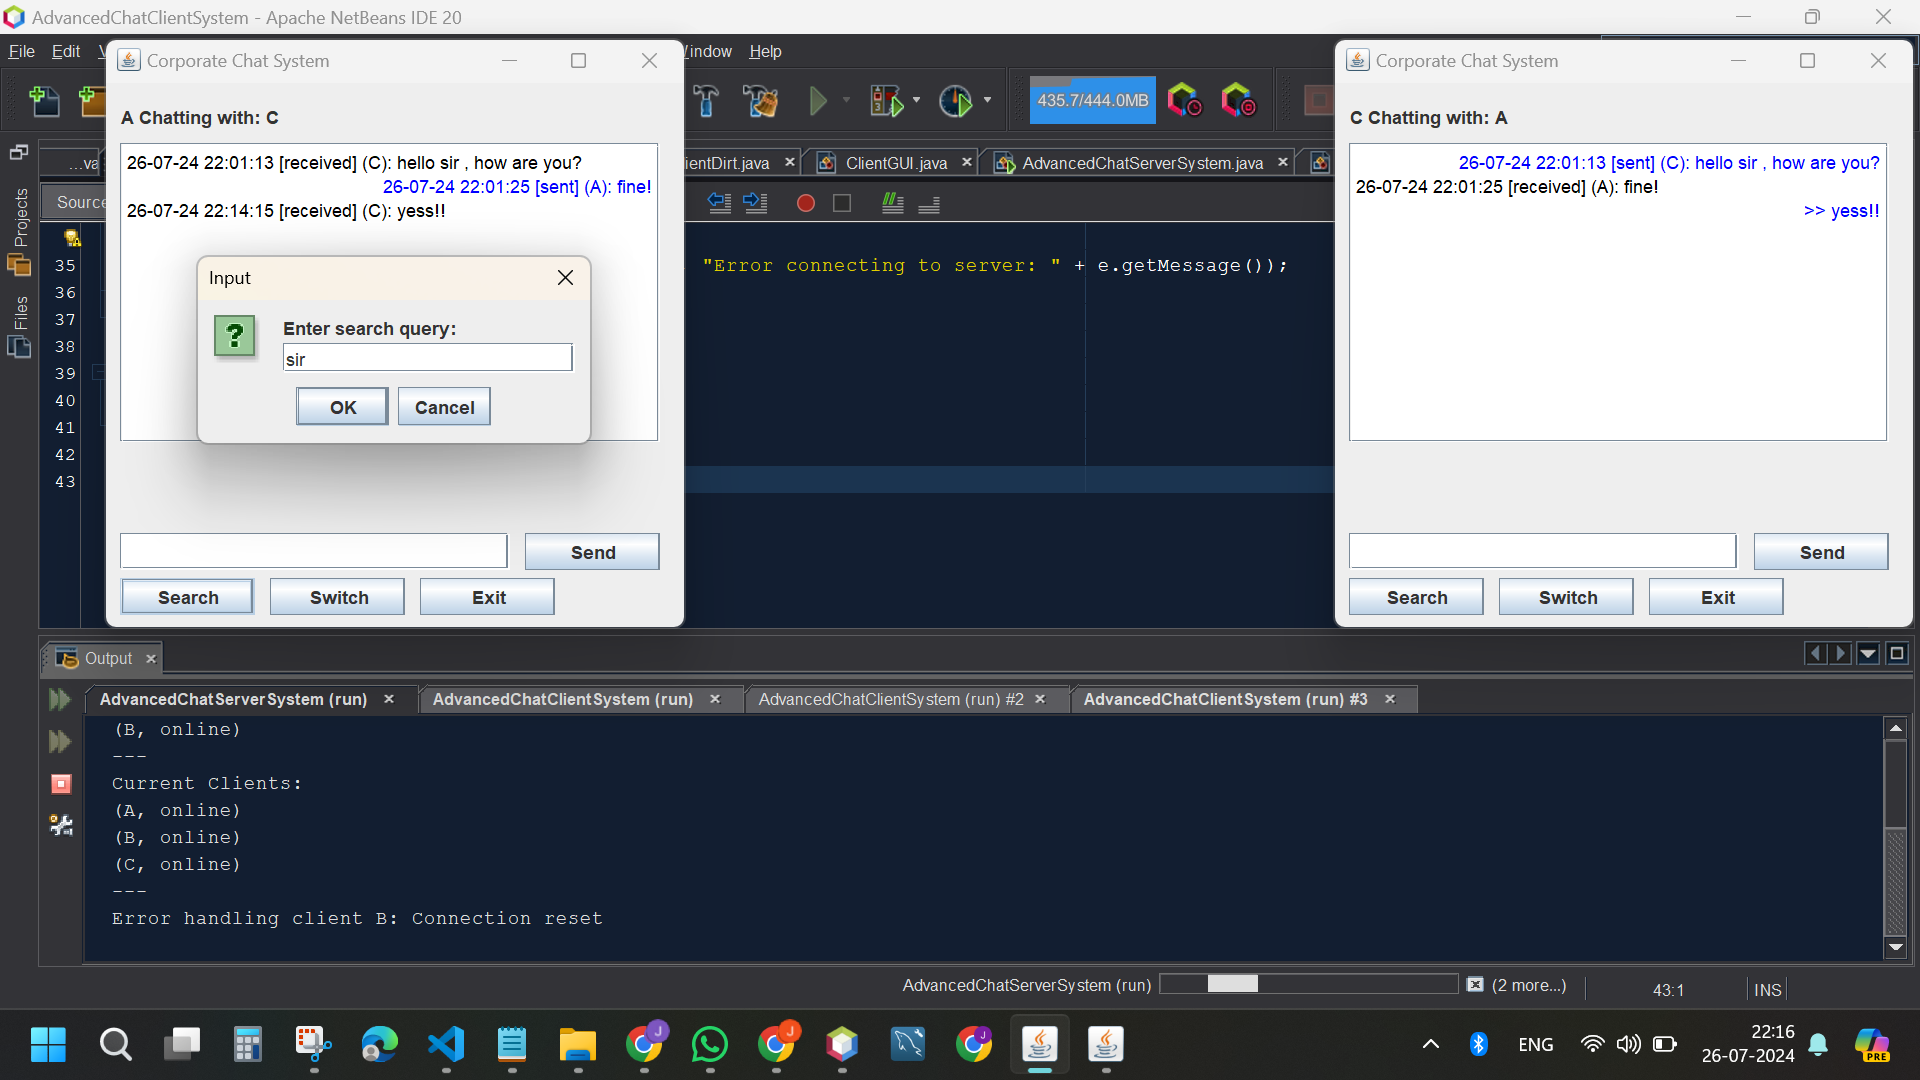 AdvancedChatClientSystem - Apache NetBeans IDE 20
File Edit
Window Help
Corporate Chat System
Corporate Chat System
435.7/444.0MB
A Chatting with: C
C Chatting with: A
...va
ientDirt.java
ClientGUI.java
AdvancedChatServerSystem.java
Source
Projects
Files
26-07-24 22:01:13 [received] (C): hello sir , how are you?
26-07-24 22:01:25 [sent] (A): fine!
26-07-24 22:14:15 [received] (C): yess!!
26-07-24 22:01:13 [sent] (C): hello sir , how are you?
26-07-24 22:01:25 [received] (A): fine!
>> yess!!
35
36
37
38
39
40
41
42
43
"Error connecting to server: " + e.getMessage());
Input
?
Enter search query:
sir
OK Cancel
Send
Search Switch Exit
Send
Search Switch Exit
Output
AdvancedChatServerSystem (run)
AdvancedChatClientSystem (run)
AdvancedChatClientSystem (run) #2
AdvancedChatClientSystem (run) #3
(B, online)
---
Current Clients:
(A, online)
(B, online)
(C, online)
---
Error handling client B: Connection reset
AdvancedChatServerSystem (run)
(2 more...)
43:1
INS
J
J
J
ENG
22:16
26-07-2024
PRE